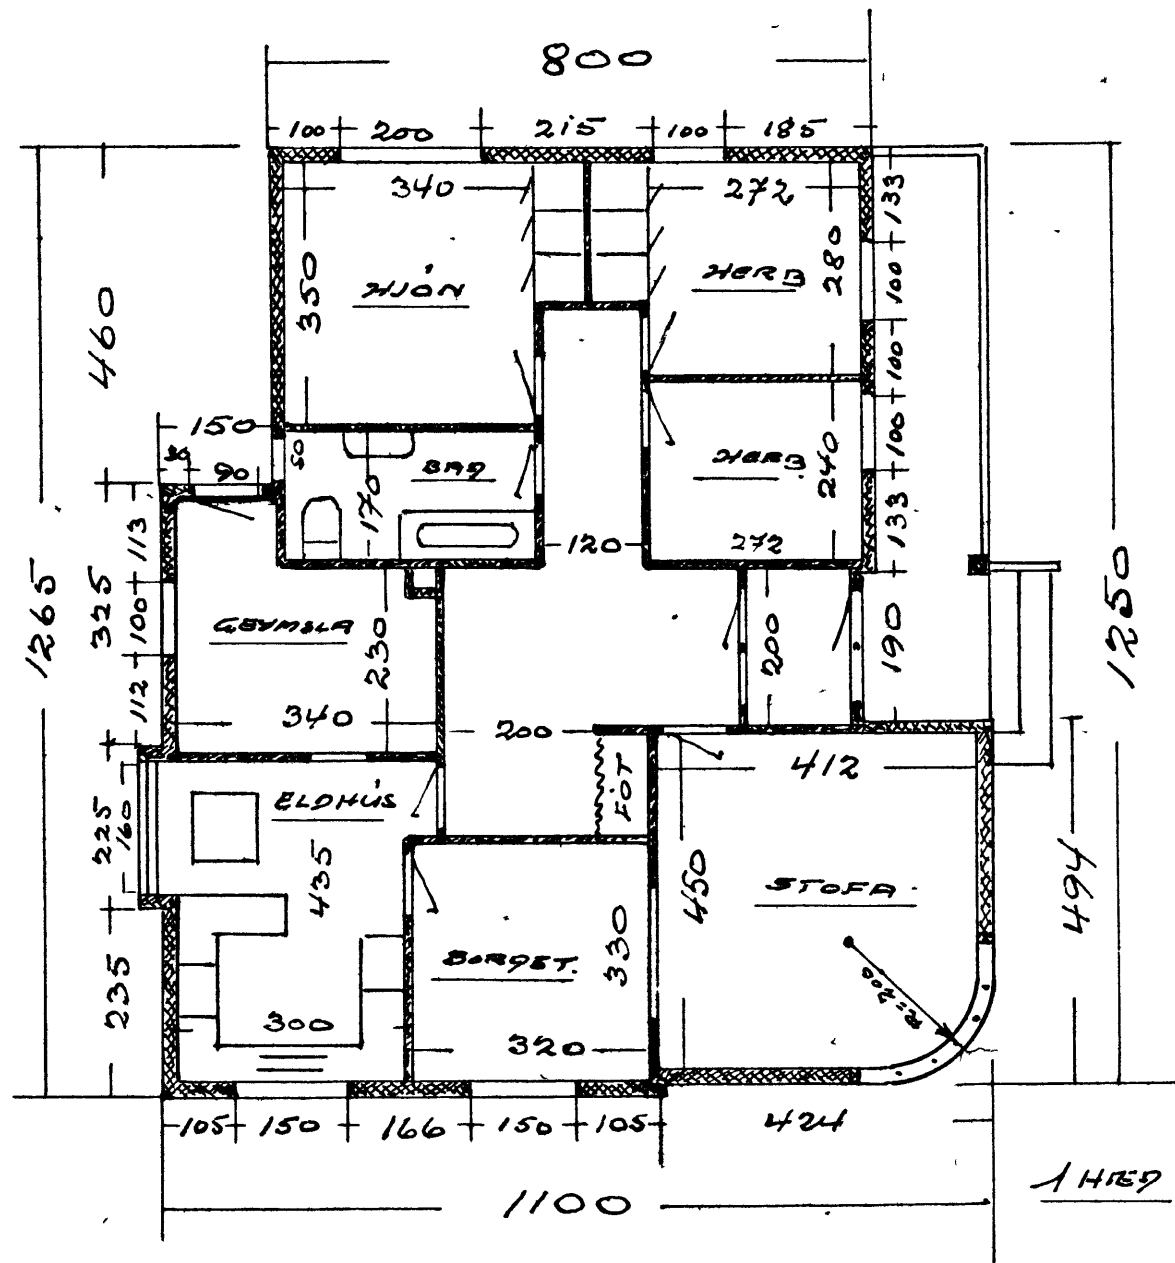 800
100 200 215 100 185
340 272
133
350 HJÓN HERB 280
100
460
100
150 HERB 240 100
30 90 50 BAÐ
170
133
113 120 272
1265 325 100 GEYMSLA 230 200 190 1250
112 340 200
412
FÖT
ELDHÚS
225 160 435
450 STOFA 494
330
235 BORÐST.
R=200
300 320
105 150 166 150 105 424
1100
1 HÆÐ